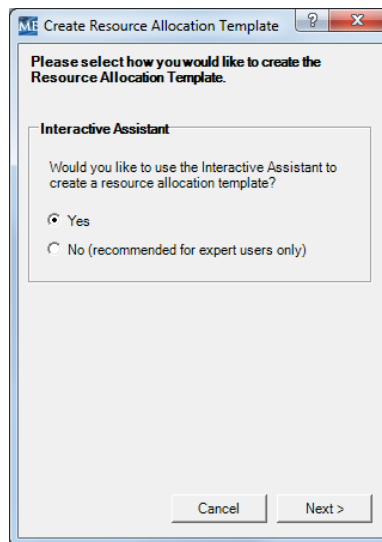 ME Create Resource Allocation Template ? X
Please select how you would like to create the
Resource Allocation Template.
Interactive Assistant
Would you like to use the Interactive Assistant to
create a resource allocation template?
Yes
No (recommended for expert users only)
Cancel Next >